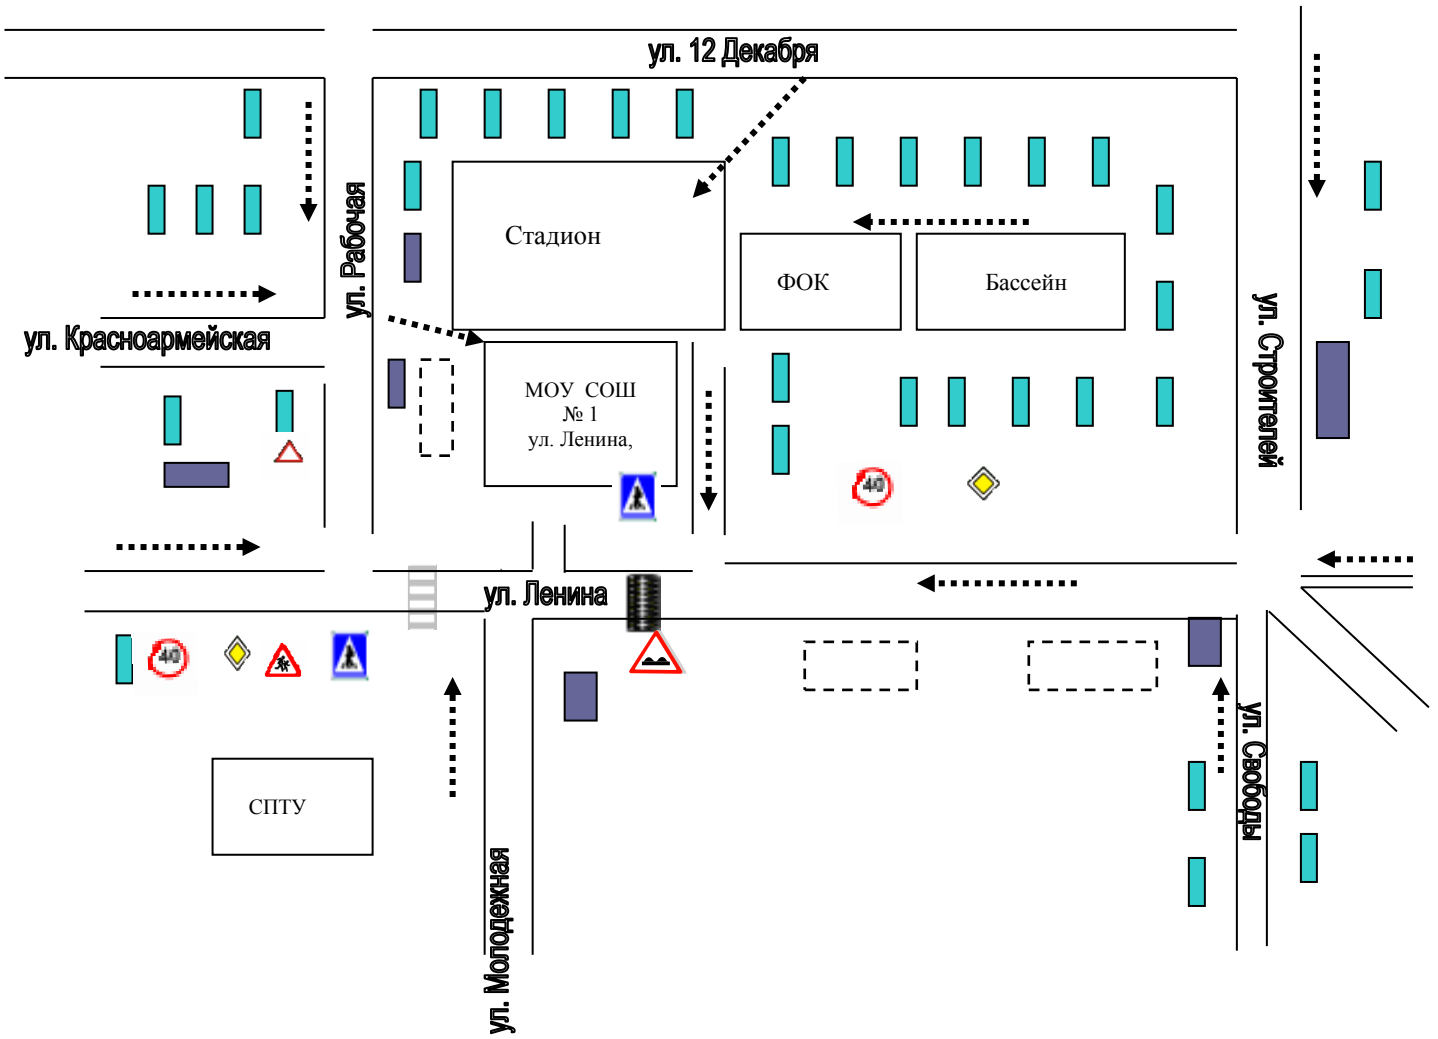 ул. 12 Декабря
ул. Рабочая
Стадион
ФОК
Бассейн
ул. Красноармейская
ул. Строителей
МОУ СОШ
№ 1
ул. Ленина,
40
ул. Ленина
40
ул. Свободы
СПТУ
ул. Молодежная